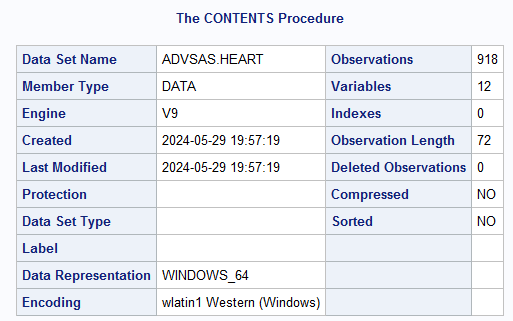 The CONTENTS Procedure
Data Set Name ADVSAS.HEART Observations 918
Member Type DATA Variables 12
Engine V9 Indexes 0
Created 2024-05-29 19:57:19 Observation Length 72
Last Modified 2024-05-29 19:57:19 Deleted Observations 0
Protection Compressed NO
Data Set Type Sorted NO
Label
Data Representation WINDOWS_64
Encoding wlatin1 Western (Windows)